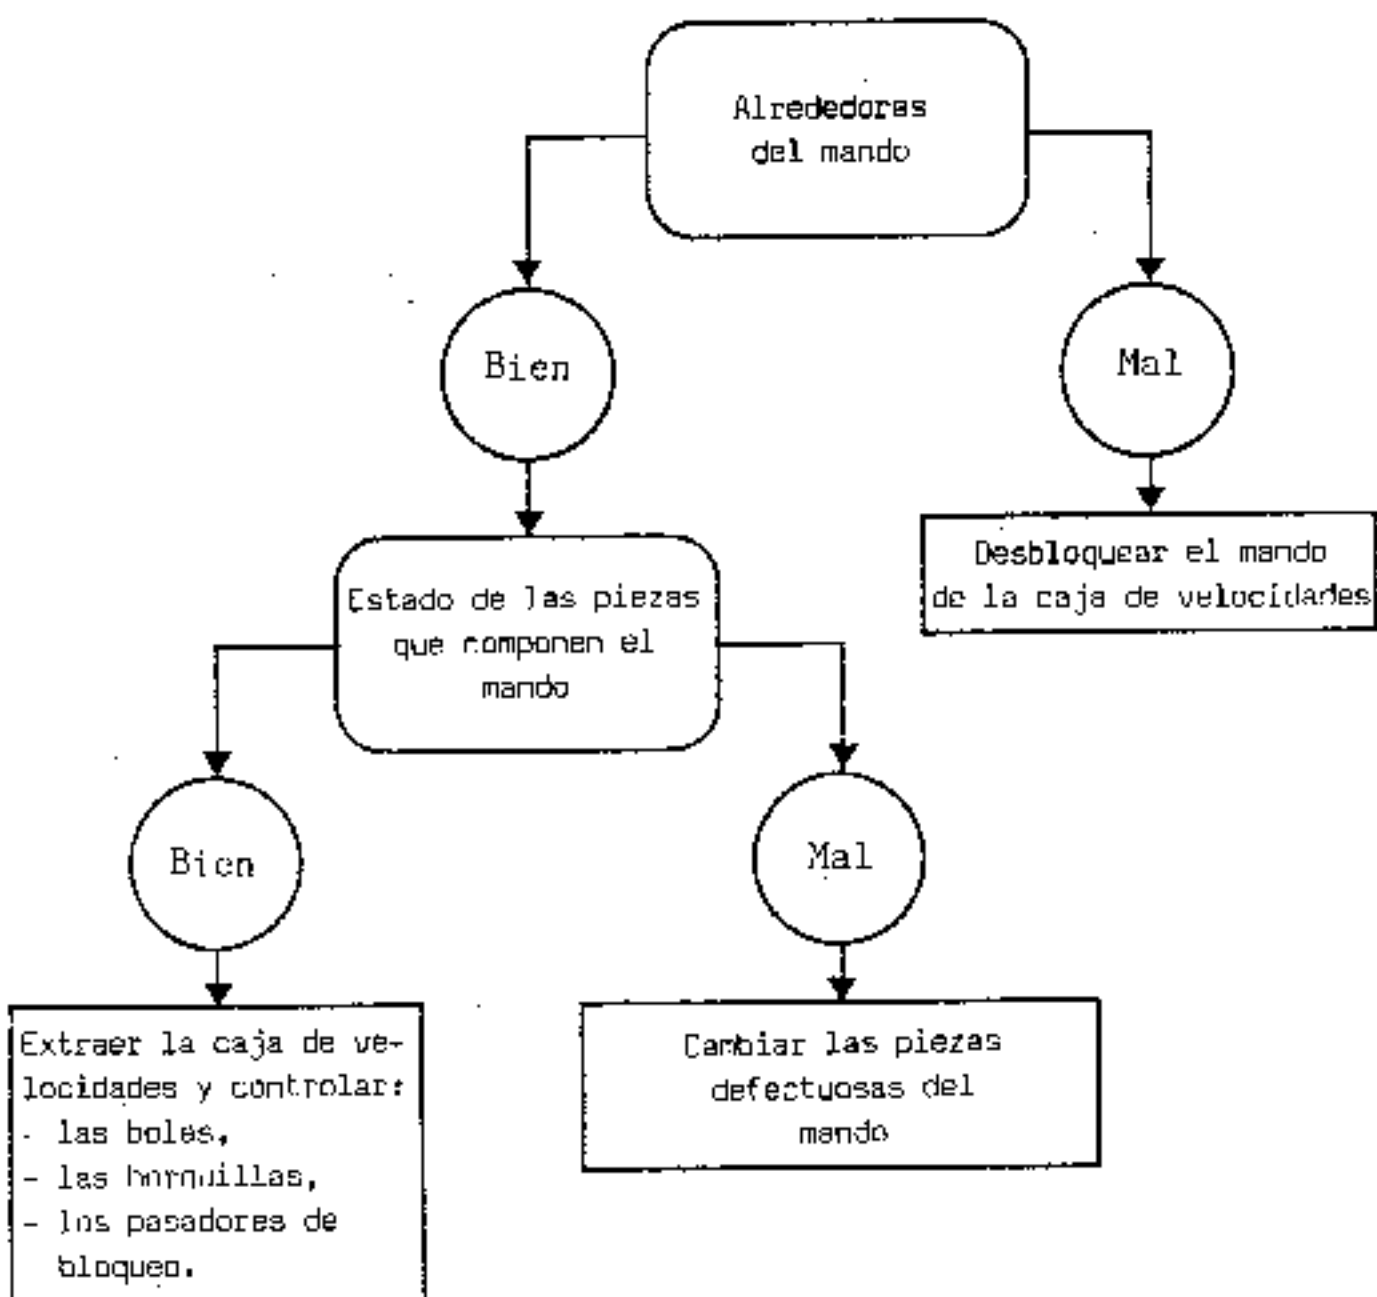 Alrededores
del mando
Bien
Mal
Desbloquear el mando
de la caja de velocidades
Estado de las piezas
que componen el
mando
Bien
Mal
Extraer la caja de ve-
locidades y controlar:
- las bolas,
- las horquillas,
- los pasadores de
bloqueo.
Cambiar las piezas
defectuosas del
mando